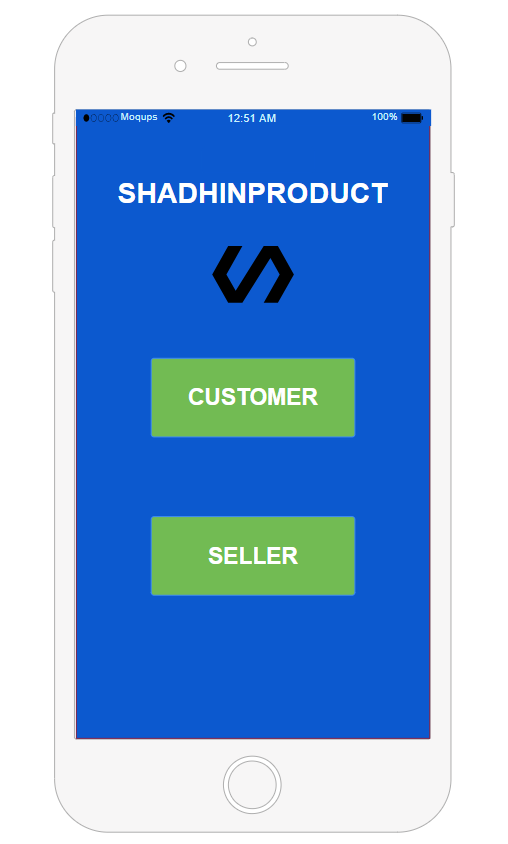 Moqups 12:51 AM 100%
SHADHINPRODUCT
CUSTOMER
SELLER